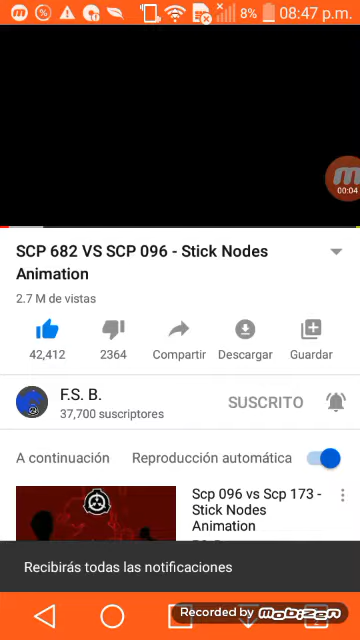 8% 08:47 p.m.
00:04
SCP 682 VS SCP 096 - Stick Nodes
Animation
2.7 M de vistas
42,412 2364 Compartir Descargar Guardar
F.S. B.
37,700 suscriptores
SUSCRITO
A continuación Reproducción automática
Scp 096 vs Scp 173 -
Stick Nodes
Animation
Recibirás todas las notificaciones
Recorded by mobizen